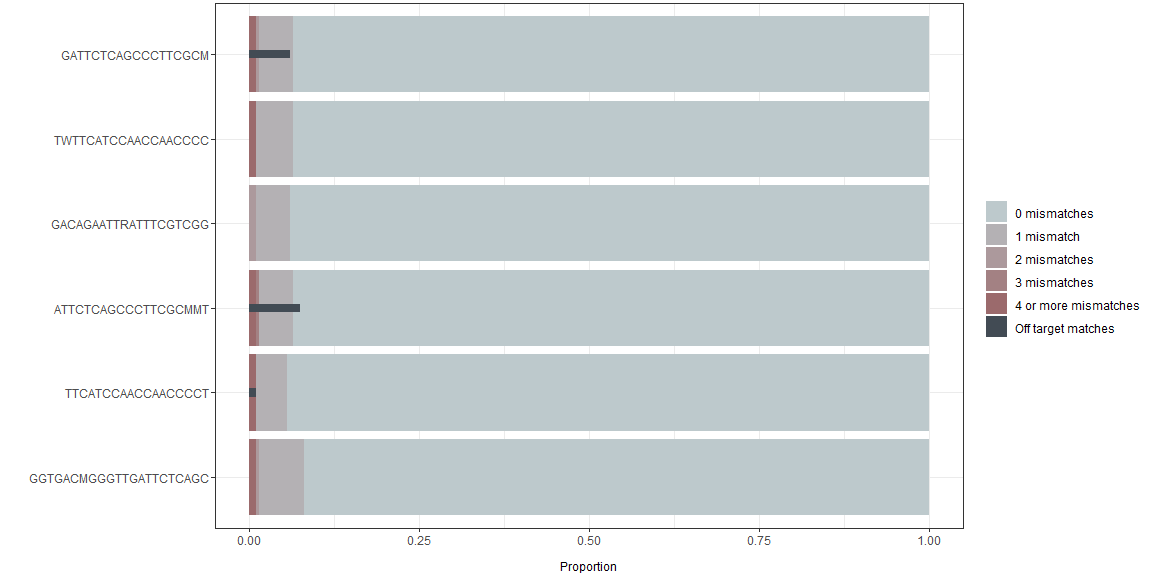 GATTCTCAGCCCTTCGCM
TWTTCATCCAACCAACCCC
GACAGAATTRATTTCGTCGG
ATTCTCAGCCCTTCGCMMT
TTCATCCAACCAACCCCT
GGTGACMGGGTTGATTCTCAGC
0.00 0.25 0.50 0.75 1.00
Proportion
0 mismatches
1 mismatch
2 mismatches
3 mismatches
4 or more mismatches
Off target matches